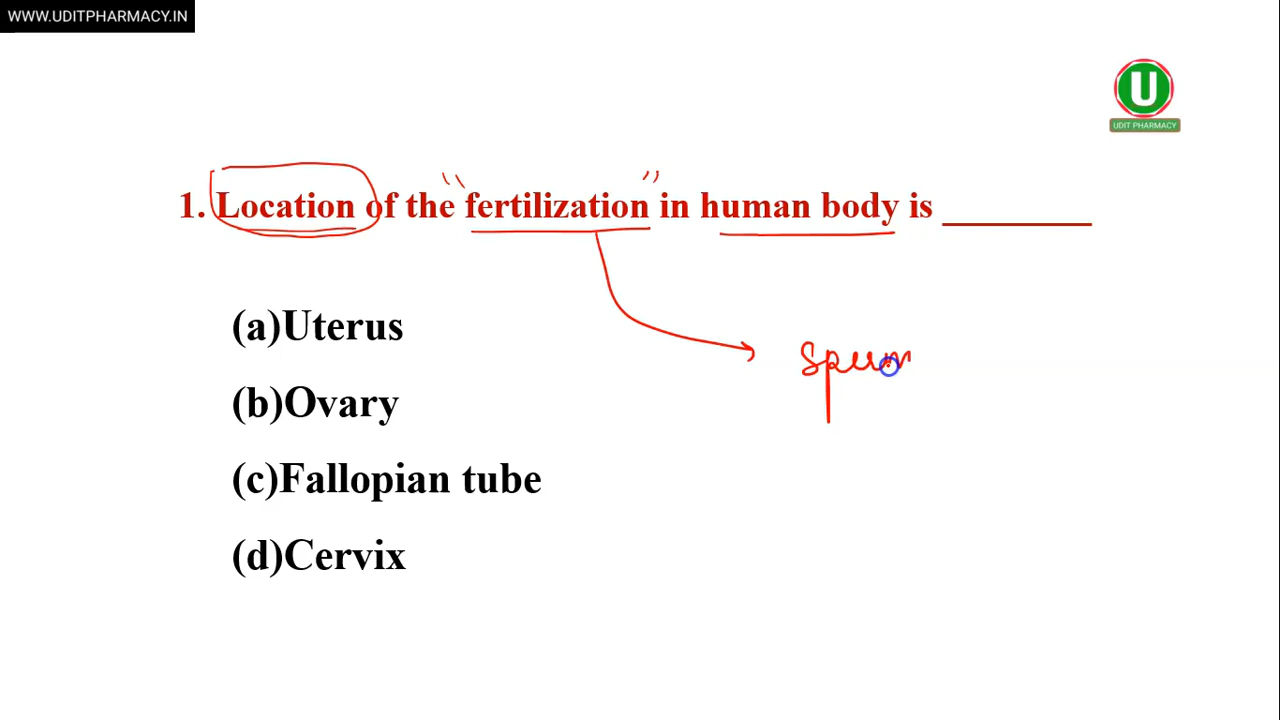 WWW.UDITPHARMACY.IN
U
UDIT PHARMACY
1. Location of the "fertilization" in human body is ________
(a)Uterus
Sperm
(b)Ovary
(c)Fallopian tube
(d)Cervix